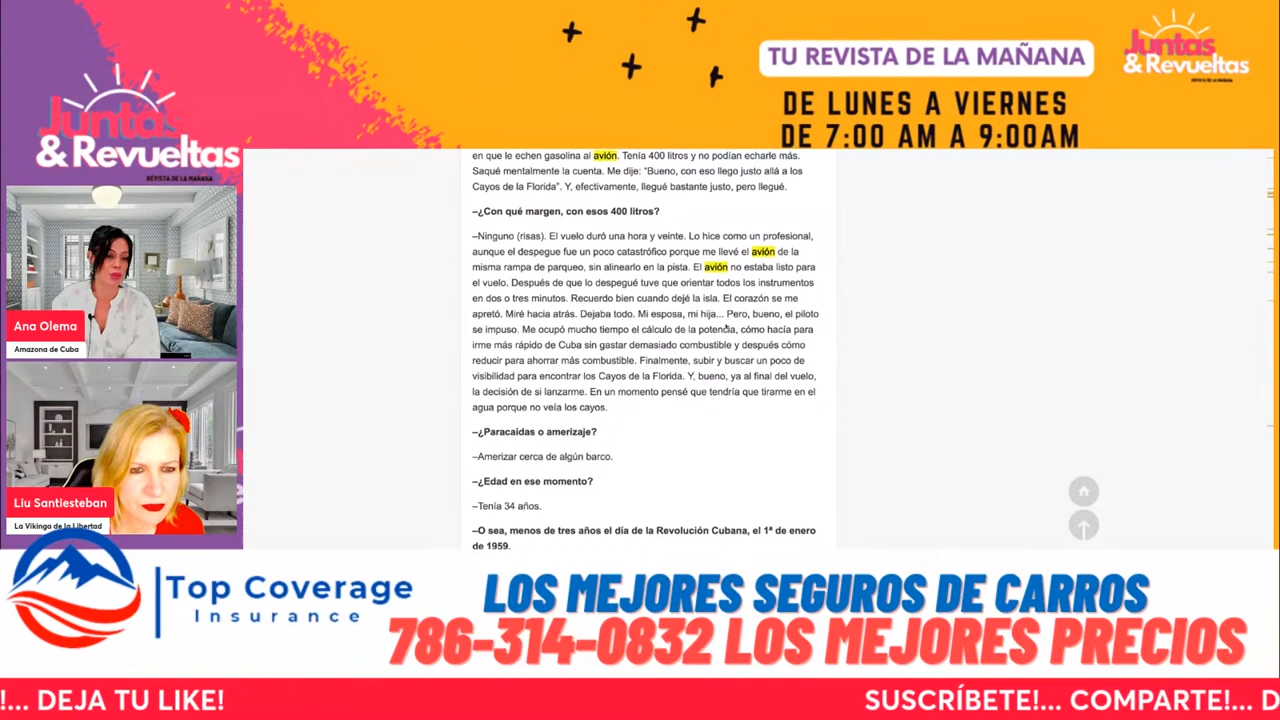 TU REVISTA DE LA MAÑANA
Juntas
& Revueltas
REVISTA DE LA MAÑANA
DE LUNES A VIERNES
DE 7:00 AM A 9:00AM
Juntas
& Revueltas
REVISTA DE LA MAÑANA
en que le echen gasolina al avión. Tenía 400 litros y no podían echarle más.
Saqué mentalmente la cuenta. Me dije: “Bueno, con eso llego justo allá a los
Cayos de la Florida”. Y, efectivamente, llegué bastante justo, pero llegué.
–¿Con qué margen, con esos 400 litros?
–Ninguno (risas). El vuelo duró una hora y veinte. Lo hice como un profesional,
aunque el despegue fue un poco catastrófico porque me llevé el avión de la
misma rampa de parqueo, sin alinearlo en la pista. El avión no estaba listo para
el vuelo. Después de que lo despegué tuve que orientar todos los instrumentos
en dos o tres minutos. Recuerdo bien cuando dejé la isla. El corazón se me
apretó. Miré hacia atrás. Dejaba todo. Mi esposa, mi hija... Pero, bueno, el piloto
se impuso. Me ocupó mucho tiempo el cálculo de la potencia, cómo hacía para
irme más rápido de Cuba sin gastar demasiado combustible y después cómo
reducir para ahorrar más combustible. Finalmente, subir y buscar un poco de
visibilidad para encontrar los Cayos de la Florida. Y, bueno, ya al final del vuelo,
la decisión de si lanzarme. En un momento pensé que tendría que tirarme en el
agua porque no veía los cayos.
–¿Paracaídas o amerizaje?
–Amerizar cerca de algún barco.
–¿Edad en ese momento?
–Tenía 34 años.
–O sea, menos de tres años el día de la Revolución Cubana, el 1ª de enero
de 1959.
Ana Olema
Amazona de Cuba
Liu Santiesteban
La Vikinga de la Libertad
Top Coverage
Insurance
LOS MEJORES SEGUROS DE CARROS
786-314-0832 LOS MEJORES PRECIOS
!... DEJA TU LIKE!
SUSCRÍBETE!... COMPARTE!... D